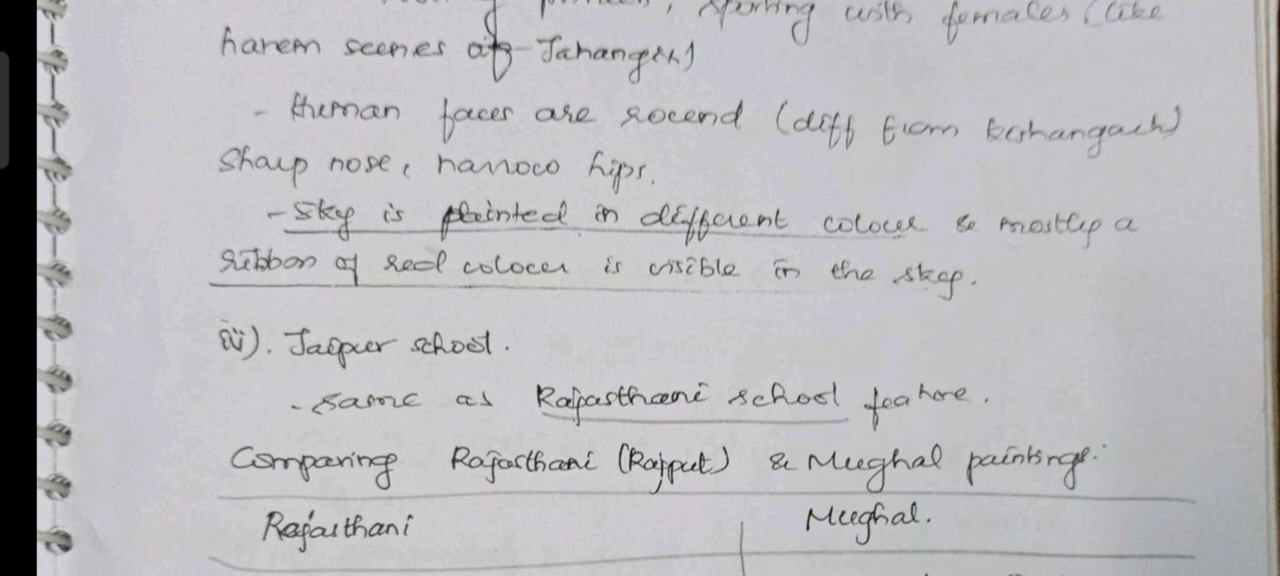 sporting with females (like
harem scenes of Jahangir)
- Human faces are round (diff from Kishangarh)
sharp nose, narrow hips.
- Sky is painted in different colour & mostly a
ribbon of red colour is visible in the sky.
iv). Jaipur school.
- same as Rajasthani school feature.
Comparing Rajasthani (Rajput) & Mughal paintings.
Rajasthani
Mughal.